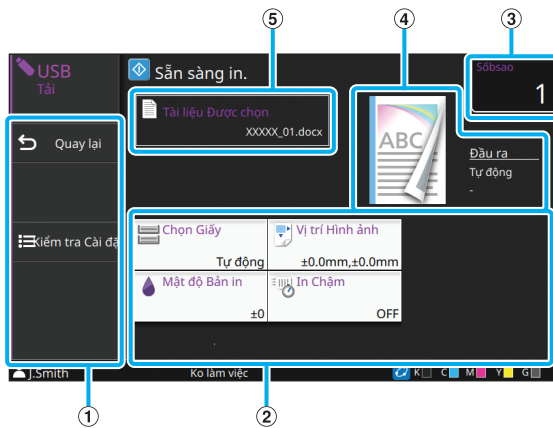 ⑤
④
③
USB
Tải
Sẵn sàng in.
Sốbsao
1
Tài liệu Được chọn
XXXXX_01.docx
ABC
Đầu ra
Tự động
-
Quay lại
Kiểm tra Cài đặ
Chọn Giấy
Tự động
Vị trí Hình ảnh
±0.0mm,±0.0mm
Mật độ Bản in
±0
In Chậm
OFF
J.Smith
Ko làm việc
K C M Y G
①
②